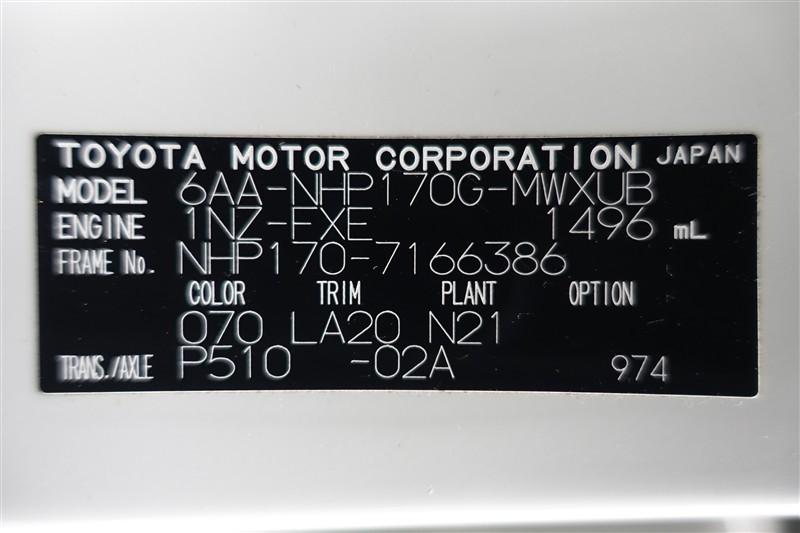 TOYOTA MOTOR CORPORATION JAPAN
MODEL 6AA-NHP170G-MWXUB
ENGINE 1NZ-FXE 1496 mL
FRAME No. NHP170-7166386
COLOR TRIM PLANT OPTION
070 LA20 N21
TRANS./AXLE P510 -02A 974